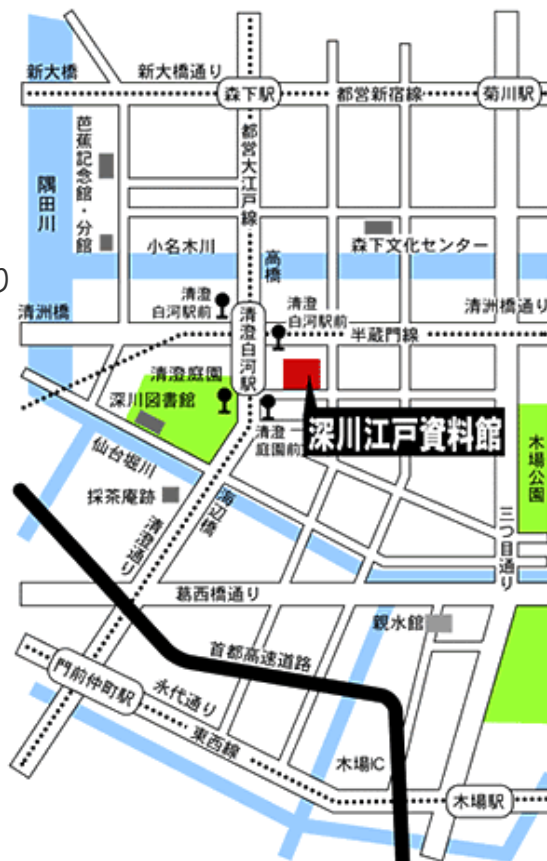 新大橋
新大橋通り
森下駅
都営新宿線
菊川駅
芭蕉記念館・分館
都営大江戸線
隅田川
小名木川
高橋
森下文化センター
清洲橋
清澄
白河駅前
清澄
白河駅前
清洲橋通り
清澄白河駅
半蔵門線
清澄庭園
深川図書館
清澄
庭園前
深川江戸資料館
木場公園
仙台堀川
採茶庵跡
海辺橋
清澄通り
三つ目通り
葛西橋通り
親水館
首都高速道路
門前仲町駅
永代通り
東西線
木場IC
木場駅